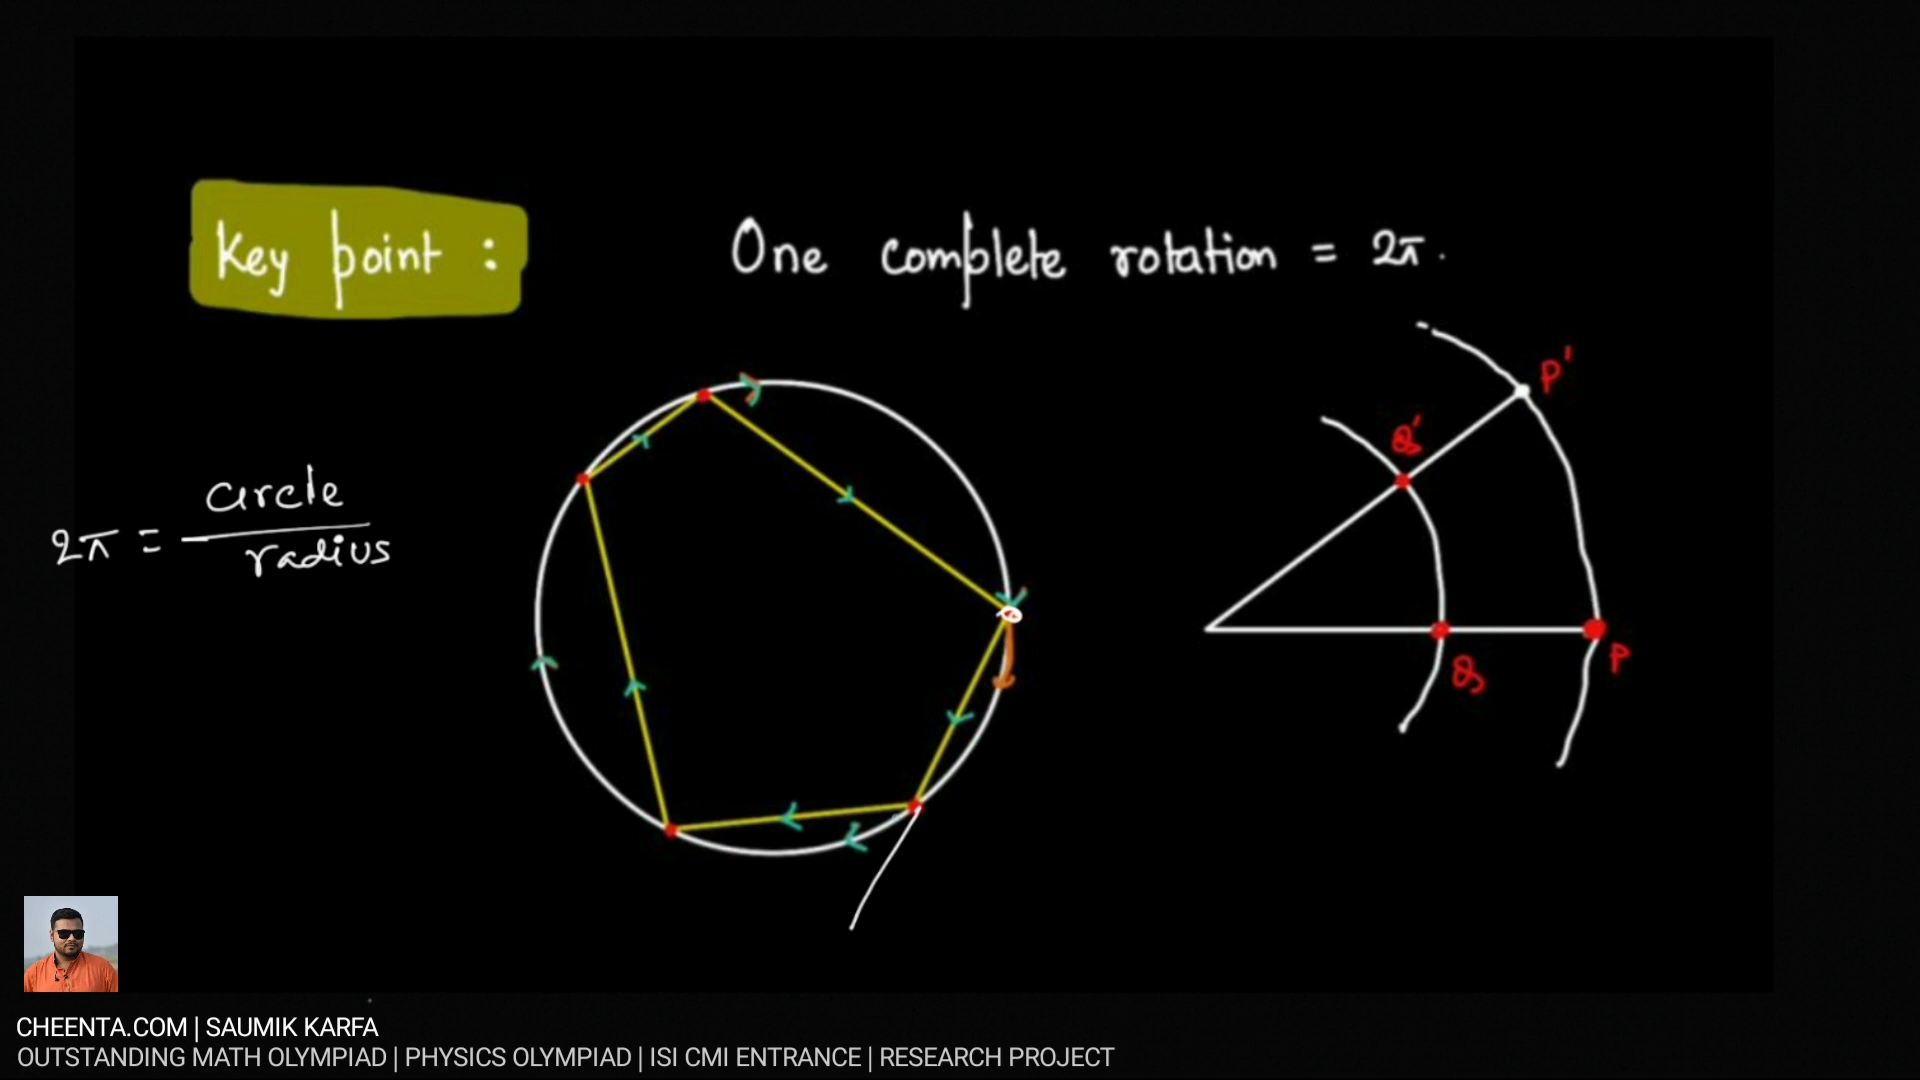 Key point :
One complete rotation = 2π.
2π = circle / radius
P'
Q'
Q
P
CHEENTA.COM | SAUMIK KARFA
OUTSTANDING MATH OLYMPIAD | PHYSICS OLYMPIAD | ISI CMI ENTRANCE | RESEARCH PROJECT